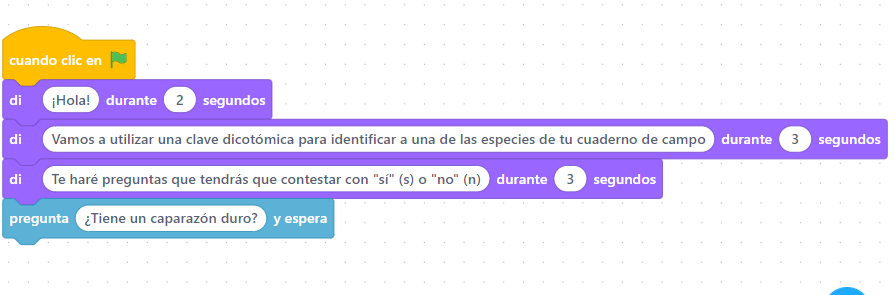 cuando clic en
di ¡Hola! durante 2 segundos
di Vamos a utilizar una clave dicotómica para identificar a una de las especies de tu cuaderno de campo durante 3 segundos
di Te haré preguntas que tendrás que contestar con "sí" (s) o "no" (n) durante 3 segundos
pregunta ¿Tiene un caparazón duro? y espera